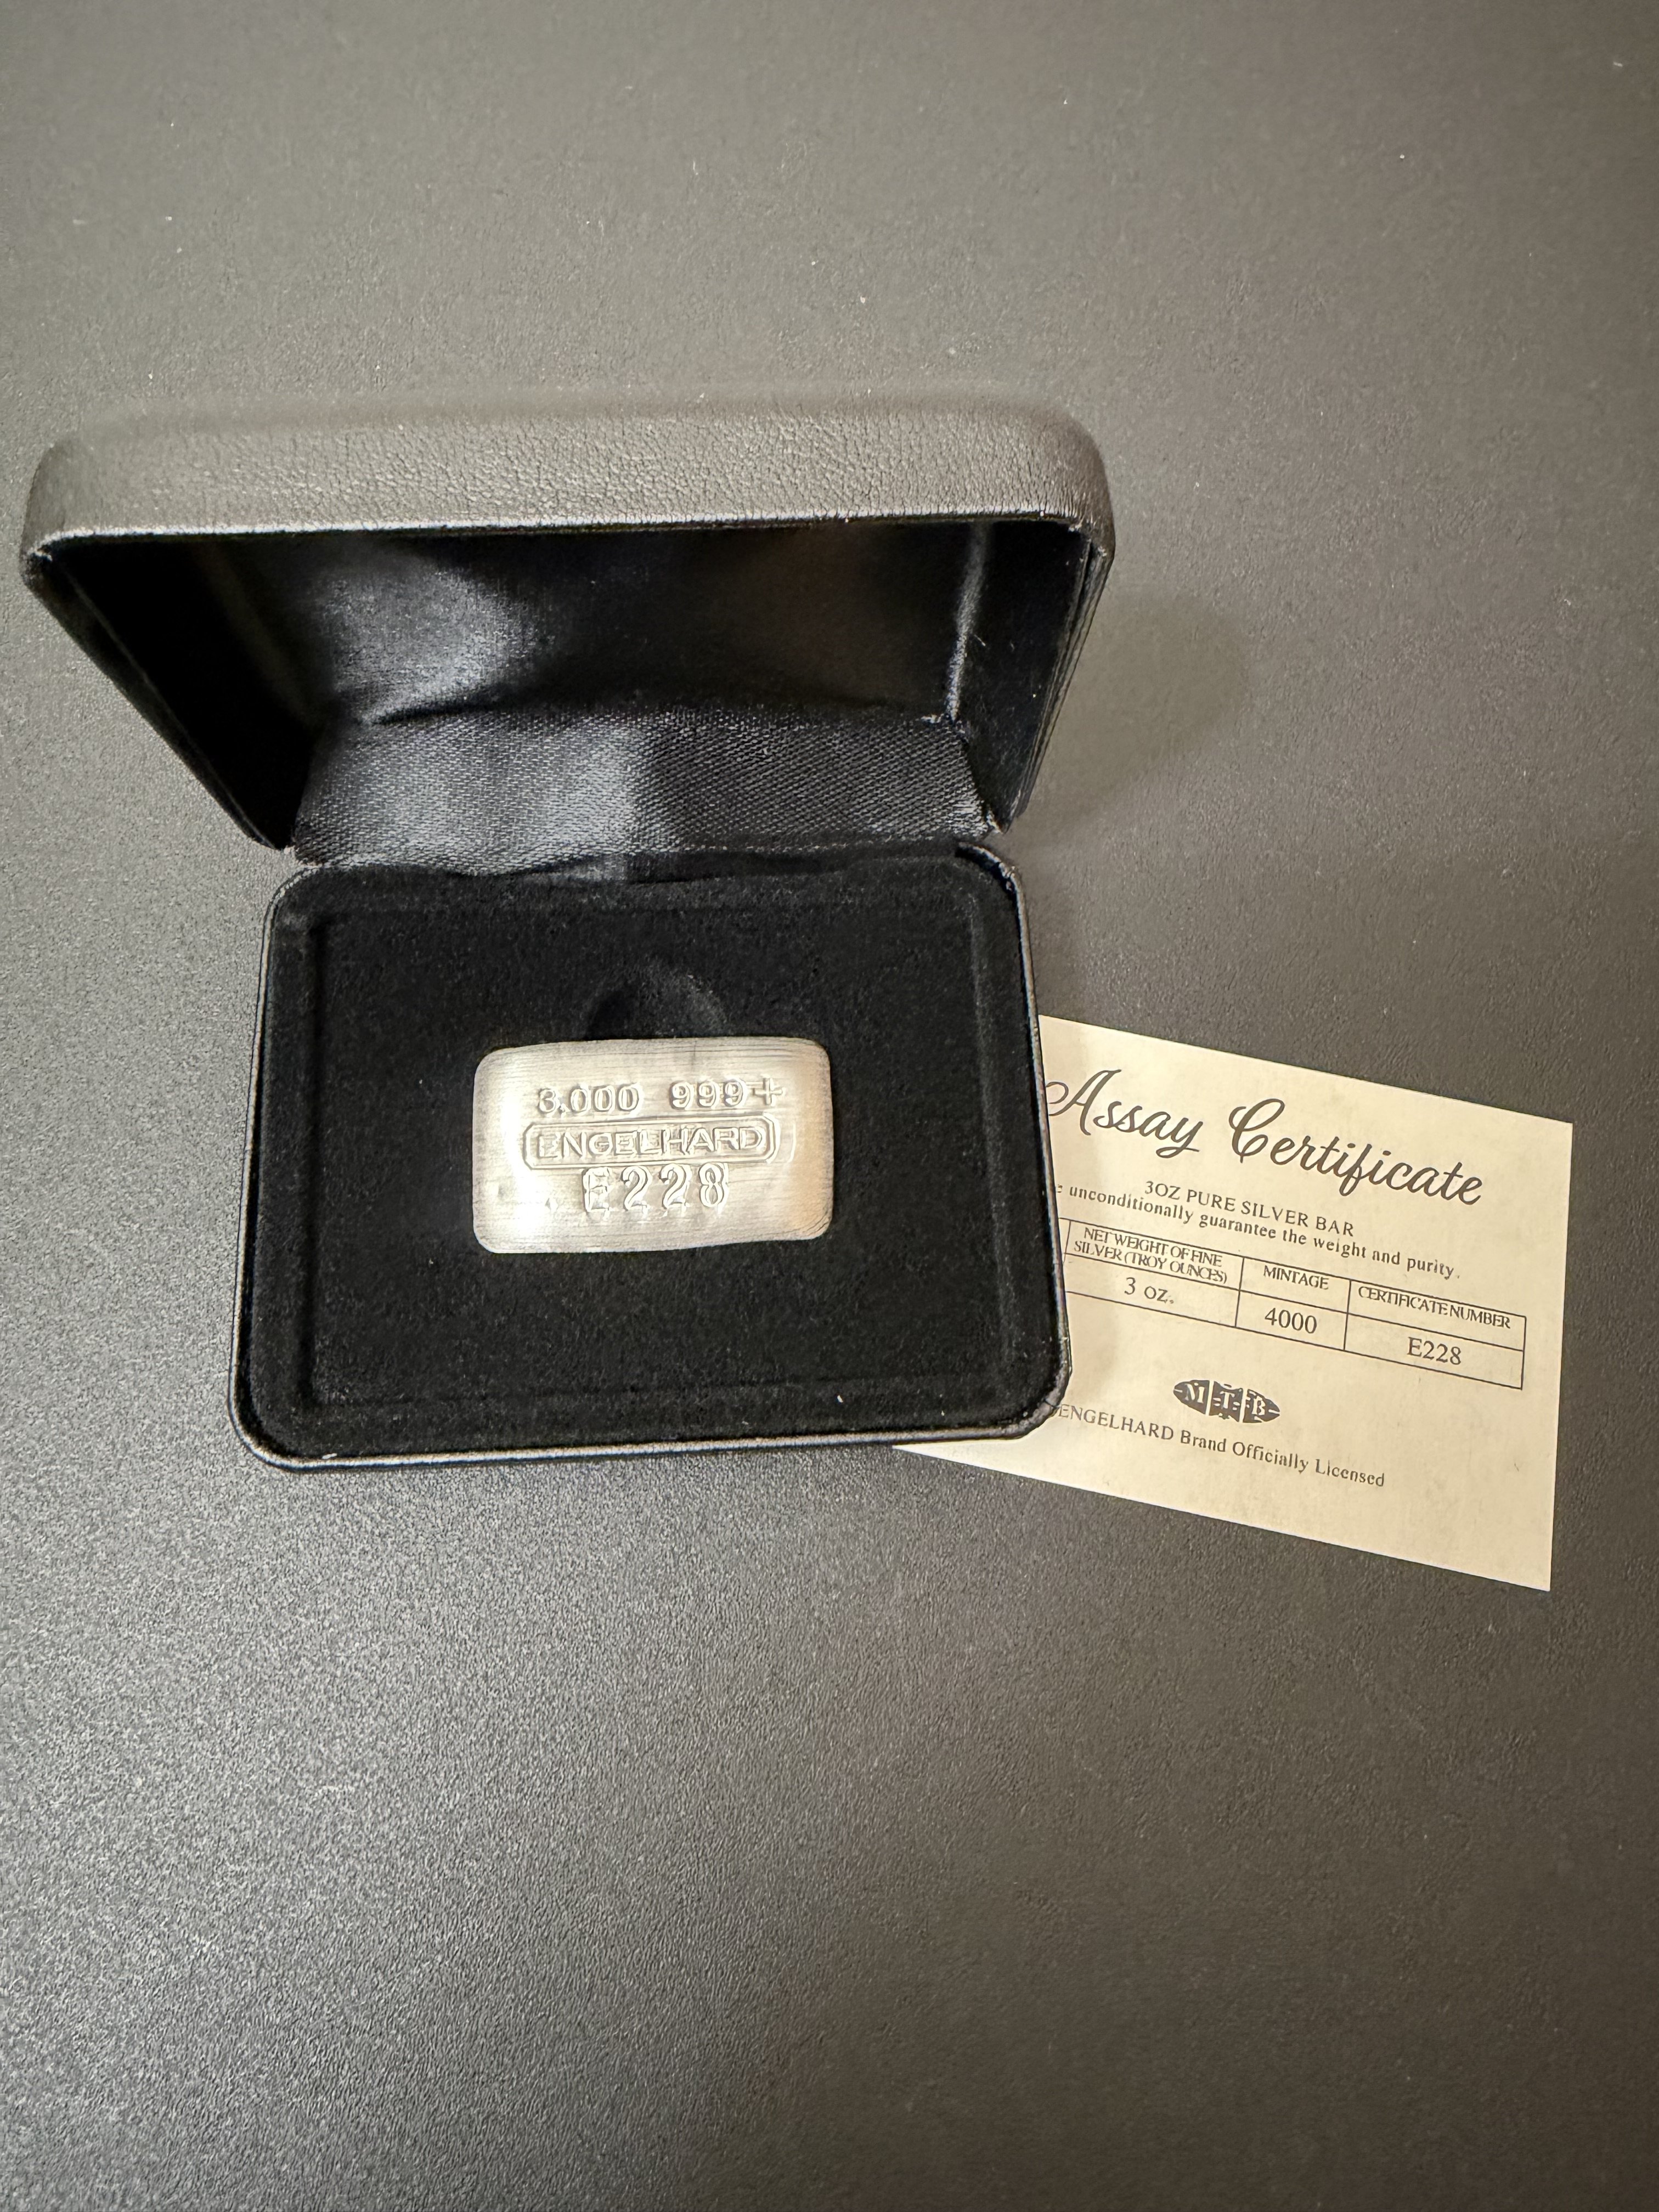 3.000 999+
ENGELHARD
E228
Assay Certificate
3OZ PURE SILVER BAR
unconditionally guarantee the weight and purity.
NET WEIGHT OF FINE
SILVER (TROY OUNCES)
MINTAGE
CERTIFICATE NUMBER
3 oz.
4000
E228
MTB
ENGELHARD Brand Officially Licensed